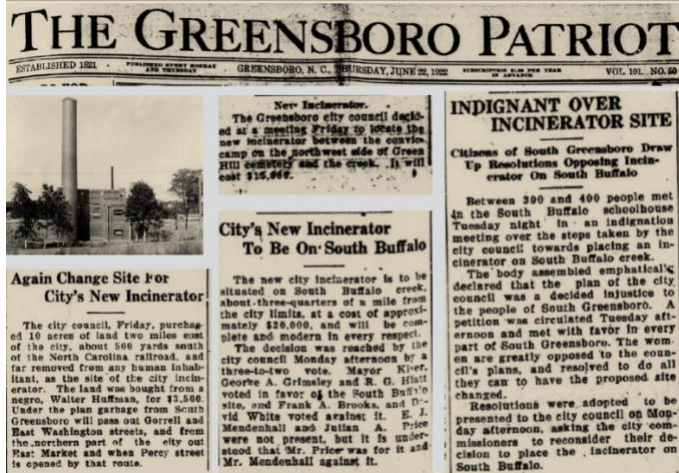 THE GREENSBORO PATRIOT
ESTABLISHED 1821
PUBLISHED EVERY MONDAY
AND THURSDAY
GREENSBORO, N. C., THURSDAY, JUNE 22, 1922
SUBSCRIPTION $1.50 PER YEAR
IN ADVANCE
VOL. 101. NO. 50
Again Change Site For
City's New Incinerator
The city council, Friday, purchas-
ed 10 acres of land two miles east
of the city, about 500 yards south
of the North Carolina railroad, and
far removed from any human inhab-
itant, as the site of the city incin-
erator. The land was bought from a
negro, Walter Huffman, for $3,500.
Under the plan garbage from South
Greensboro will pass out Gorrell and
East Washington streets, and from
the northern part of the city out
East Market and when Percy street
is opened by that route.
New Incinerator.
The Greensboro city council decid-
ed at a meeting Friday to locate the
new incinerator between the convict
camp on the northwest side of Green
Hill cemetery and the creek. It will
cost $15,000.
City's New Incinerator
To Be On South Buffalo
The new city incinerator is to be
situated on South Buffalo creek,
about three-quarters of a mile from
the city limits, at a cost of approxi-
mately $20,000, and will be com-
plete and modern in every respect.
The decision was reached by the
city council Monday afternoon by a
three-to-two vote. Mayor Kiser,
George A. Grimsley and R. G. Hiatt
voted in favor of the South Buffalo
site, and Frank A. Brooks, and Da-
vid White voted against it. E. J.
Mendenhall and Julian A. Price
were not present, but it is under-
stood that Mr. Price was for it and
Mr. Mendenhall against it.
INDIGNANT OVER
INCINERATOR SITE
Citizens of South Greensboro Draw
Up Resolutions Opposing Incin-
erator On South Buffalo
Between 300 and 400 people met
in the South Buffalo schoolhouse
Tuesday night in an indignation
meeting over the steps taken by the
city council towards placing an in-
cinerator on South Buffalo creek.
The body assembled emphatically
declared that the plan of the city
council was a decided injustice to
the people of South Greensboro. A
petition was circulated Tuesday aft-
ernoon and met with favor in every
part of South Greensboro. The wom-
en are greatly opposed to the coun-
cil's plans, and resolved to do all
they can to have the proposed site
changed.
Resolutions were adopted to be
presented to the city council on Mon-
day afternoon, asking the city com-
missioners to reconsider their de-
cision to place the incinerator on
South Buffalo.